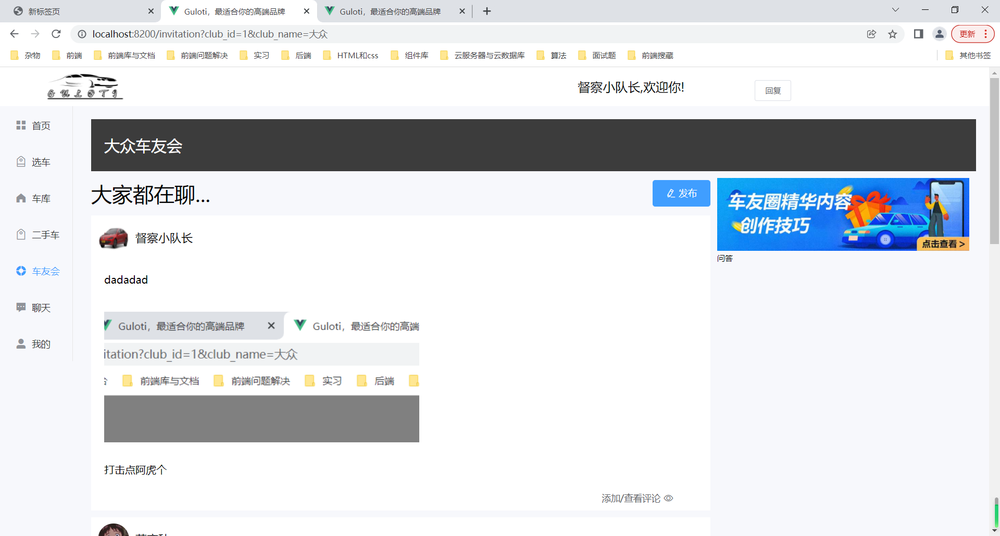 新标签页
Guloti，最适合你的高端品牌
Guloti，最适合你的高端品牌
localhost:8200/invitation?club_id=1&club_name=大众
更新
杂物
前端
前端库与文档
前端问题解决
实习
后端
HTML和css
组件库
云服务器与云数据库
算法
面试题
前端搜藏
其他书签
GULOTI
督察小队长,欢迎你!
回复
首页
选车
车库
二手车
车友会
聊天
我的
大众车友会
大家都在聊...
发布
督察小队长
dadadad
Guloti，最适合你的高端品牌
Guloti，最适合你的高端
itation?club_id=1&club_name=大众
前端库与文档
前端问题解决
实习
后端
打击点阿虎个
添加/查看评论
车友圈精华内容
创作技巧
点击查看 >
问答